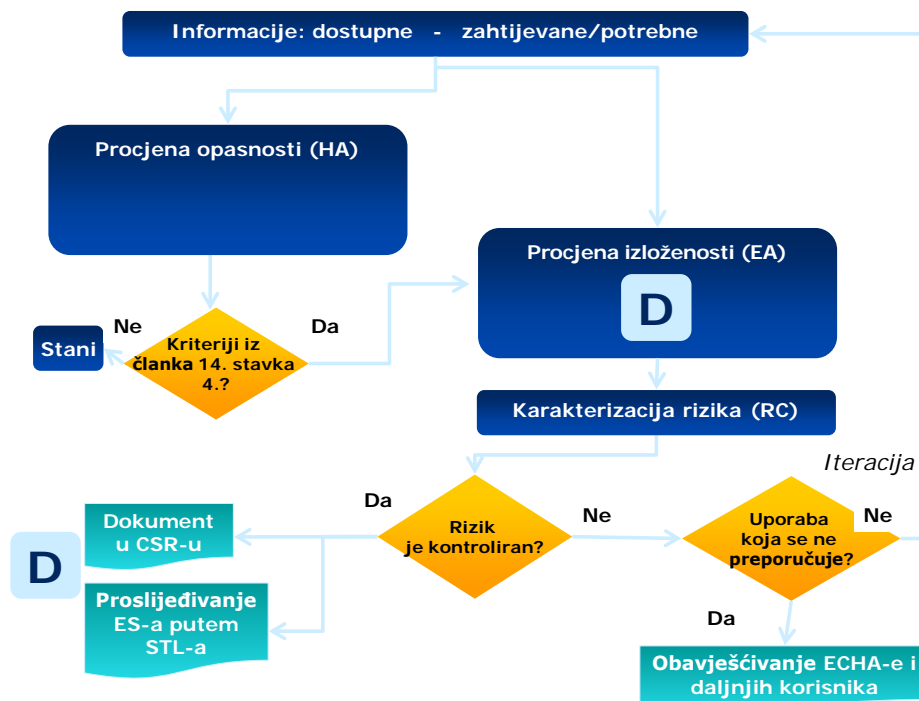 Informacije: dostupne - zahtijevane/potrebne
Procjena opasnosti (HA)
Procjena izloženosti (EA)
D
Ne
Da
Stani
Kriteriji iz
članka 14. stavka
4.?
Karakterizacija rizika (RC)
Iteracija
Da
Rizik
je kontroliran?
Ne
Uporaba
koja se ne
preporučuje?
Ne
Dokument
u CSR-u
D
Proslijeđivanje
ES-a putem
STL-a
Da
Obavješćivanje ECHA-e i
daljnjih korisnika